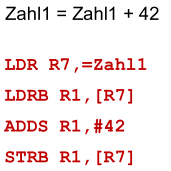 Zahl1 = Zahl1 + 42
LDR R7,=Zahl1
LDRB R1,[R7]
ADDS R1,#42
STRB R1,[R7]